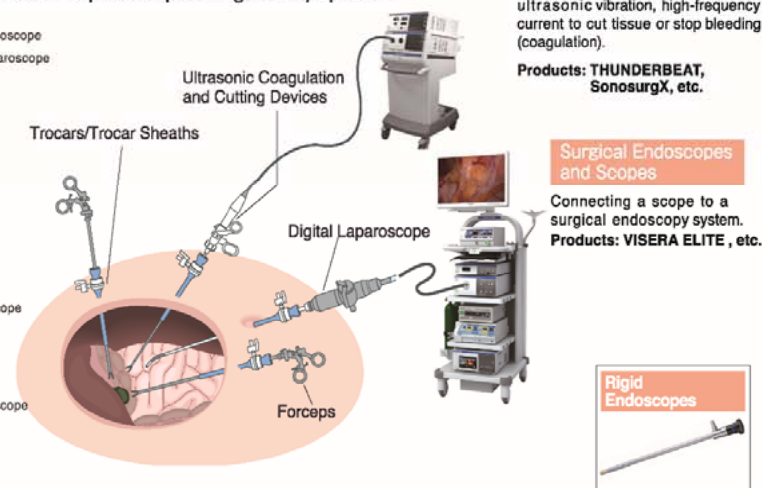 ultrasonic vibration, high-frequency
current to cut tissue or stop bleeding
(coagulation).
Products: THUNDERBEAT,
SonosurgX, etc.
Ultrasonic Coagulation
and Cutting Devices
Trocars/Trocar Sheaths
Surgical Endoscopes
and Scopes
Connecting a scope to a
surgical endoscopy system.
Products: VISERA ELITE , etc.
Digital Laparoscope
Forceps
Rigid
Endoscopes